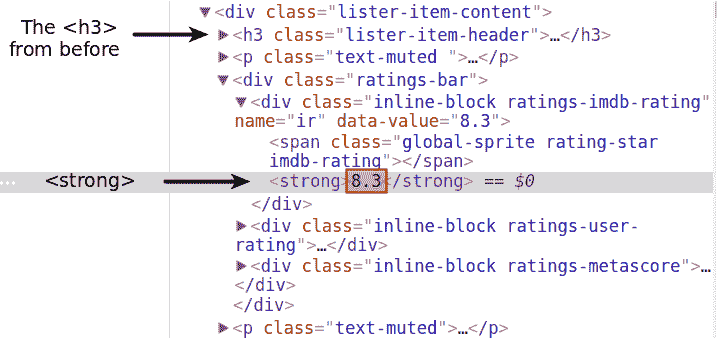 <div class="lister-item-content">
The <h3> from before
<h3 class="lister-item-header">…</h3>
<p class="text-muted ">…</p>
<div class="ratings-bar">
<div class="inline-block ratings-imdb-rating"
name="ir" data-value="8.3">
<span class="global-sprite rating-star
imdb-rating"></span>
... <strong>
<strong>8.3</strong> == $0
</div>
<div class="inline-block ratings-user-
rating">…</div>
<div class="inline-block ratings-metascore">…
</div>
</div>
<p class="text-muted">…</p>